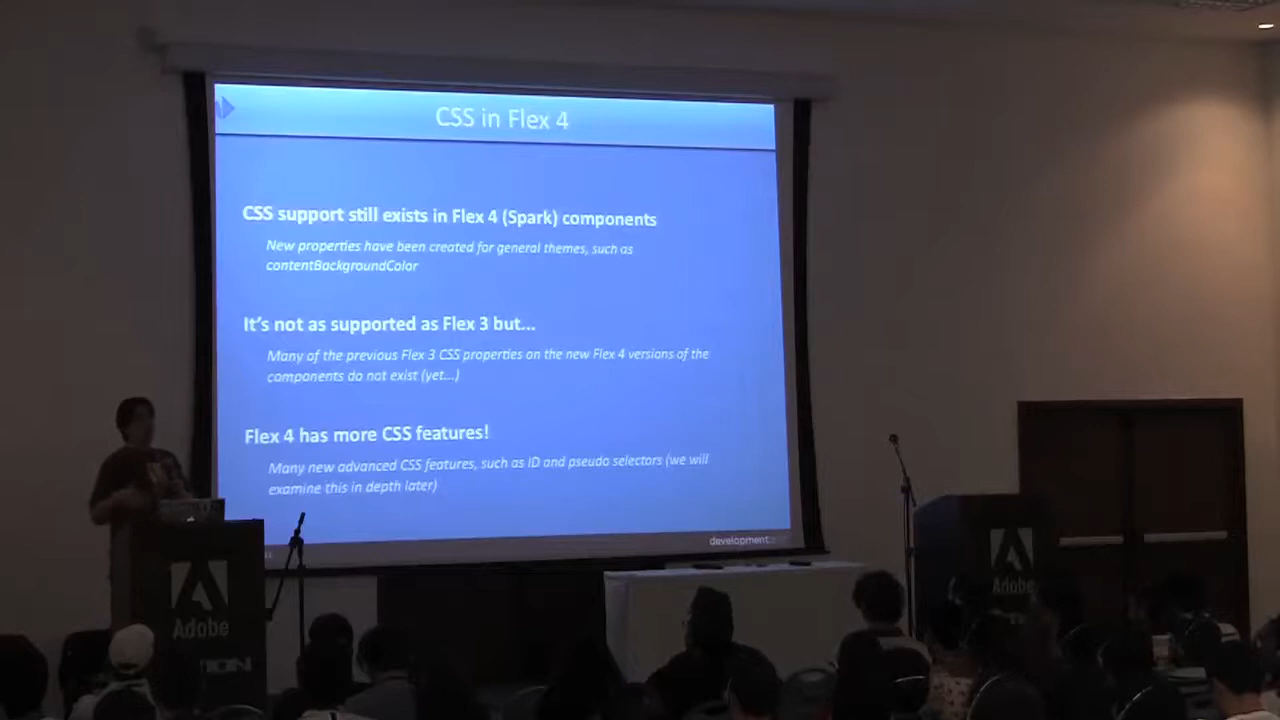 CSS in Flex 4
CSS support still exists in Flex 4 (Spark) components
New properties have been created for general themes, such as
contentBackgroundColor
It's not as supported as Flex 3 but...
Many of the previous Flex 3 CSS properties on the new Flex 4 versions of the
components do not exist (yet...)
Flex 4 has more CSS features!
Many new advanced CSS features, such as ID and pseudo selectors (we will
examine this in depth later)
development
Adobe
Adobe